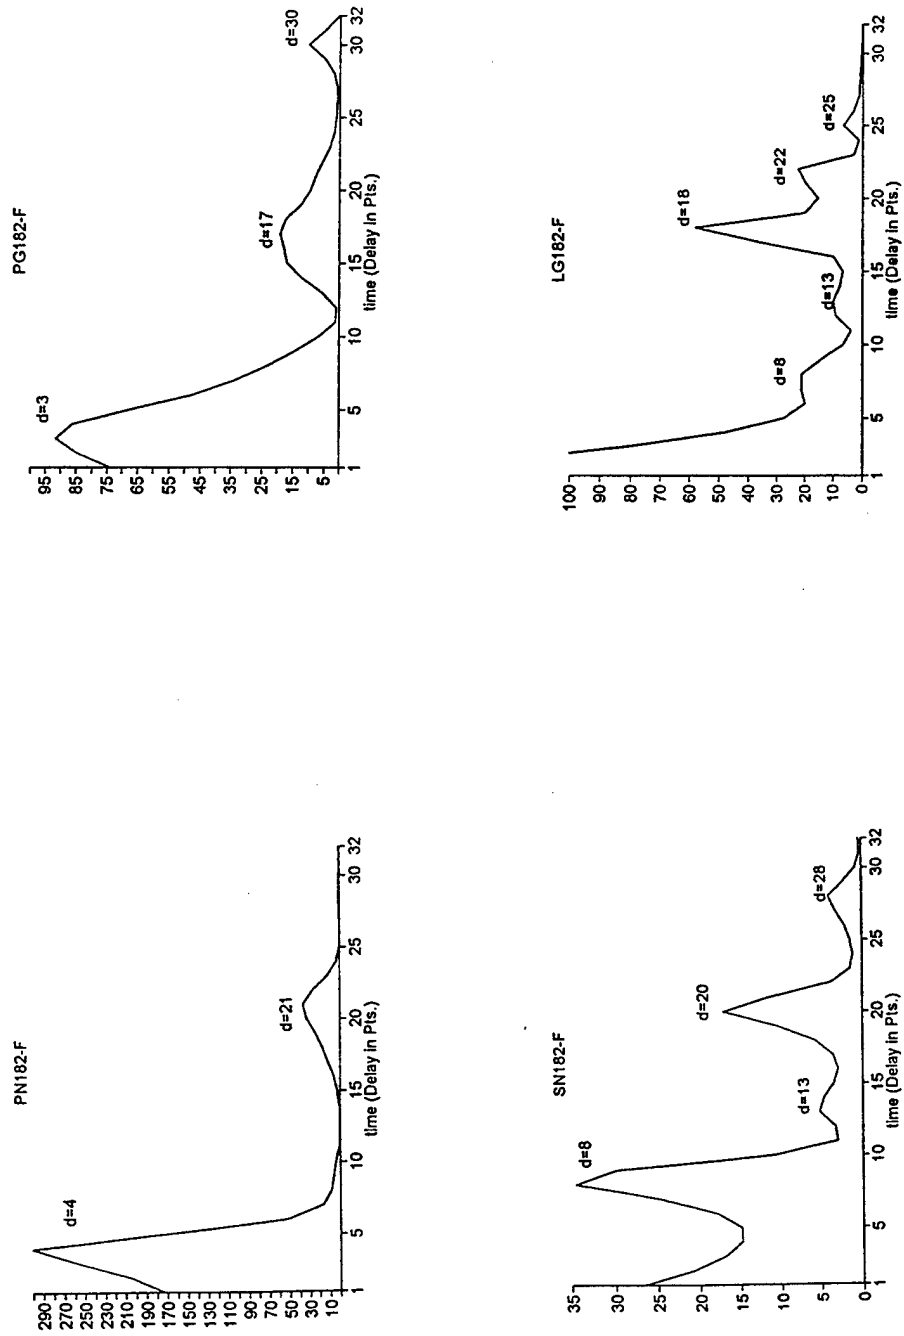 PN182-F
290
270
250
230
210
190
170
150
130
110
90
70
50
30
10
d=4
d=21
1 5 10 15 20 25 30 32
time (Delay in Pts.)
PG182-F
95
85
75
65
55
45
35
25
15
5
d=3
d=17
d=30
1 5 10 15 20 25 30 32
time (Delay in Pts.)
SN182-F
35
30
25
20
15
10
5
0
d=8
d=13
d=20
d=28
1 5 10 15 20 25 30 32
time (Delay in Pts.)
LG182-F
100
90
80
70
60
50
40
30
20
10
0
d=8
d=13
d=18
d=22
d=25
1 5 10 15 20 25 30 32
time (Delay in Pts.)